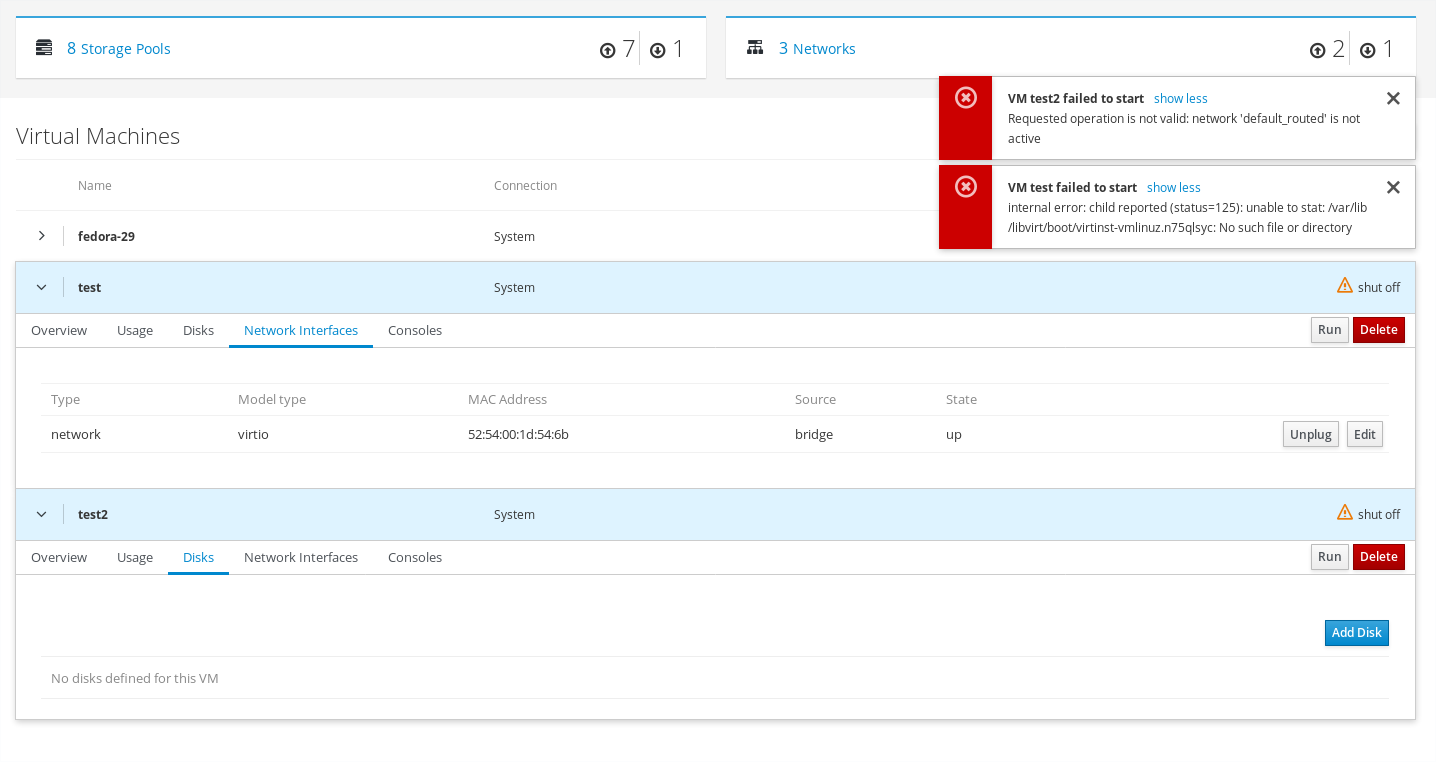 8 Storage Pools 7 1
3 Networks 2 1
VM test2 failed to start show less
Requested operation is not valid: network 'default_routed' is not
active
VM test failed to start show less
internal error: child reported (status=125): unable to stat: /var/lib
/libvirt/boot/virtinst-vmlinuz.n75qlsyc: No such file or directory
Virtual Machines
Name Connection
fedora-29 System
test System shut off
Overview Usage Disks Network Interfaces Consoles Run Delete
Type Model type MAC Address Source State
network virtio 52:54:00:1d:54:6b bridge up Unplug Edit
test2 System shut off
Overview Usage Disks Network Interfaces Consoles Run Delete
Add Disk
No disks defined for this VM